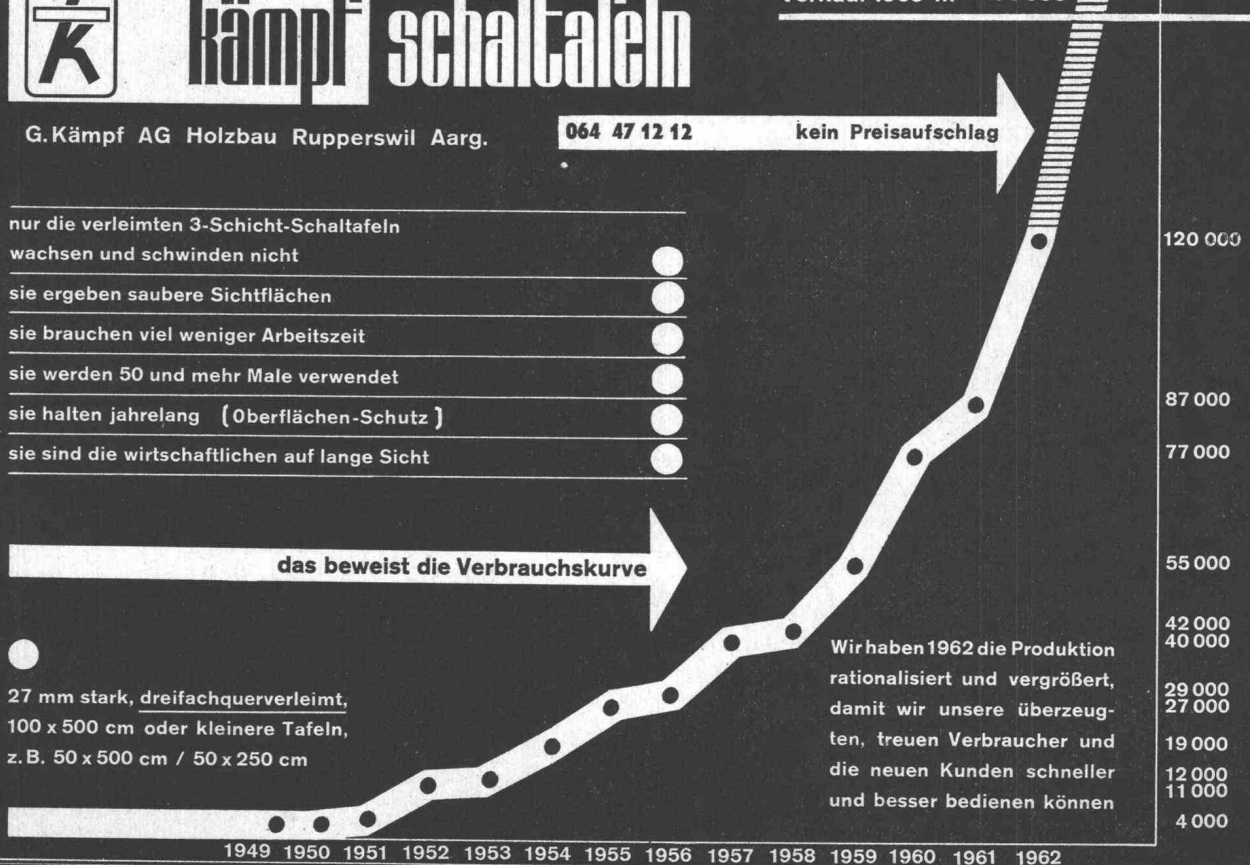 K
kämpf schaltafeln
G. Kämpf AG Holzbau Rupperswil Aarg.
064 47 12 12 kein Preisaufschlag
nur die verleimten 3-Schicht-Schaltafeln
wachsen und schwinden nicht
sie ergeben saubere Sichtflächen
sie brauchen viel weniger Arbeitszeit
sie werden 50 und mehr Male verwendet
sie halten jahrelang (Oberflächen-Schutz)
sie sind die wirtschaftlichen auf lange Sicht
das beweist die Verbrauchskurve
27 mm stark, dreifachquerverleimt,
100 x 500 cm oder kleinere Tafeln,
z.B. 50 x 500 cm / 50 x 250 cm
Wir haben 1962 die Produktion
rationalisiert und vergrößert,
damit wir unsere überzeug-
ten, treuen Verbraucher und
die neuen Kunden schneller
und besser bedienen können
120 000
87 000
77 000
55 000
42 000
40 000
29 000
27 000
19 000
12 000
11 000
4 000
1949 1950 1951 1952 1953 1954 1955 1956 1957 1958 1959 1960 1961 1962